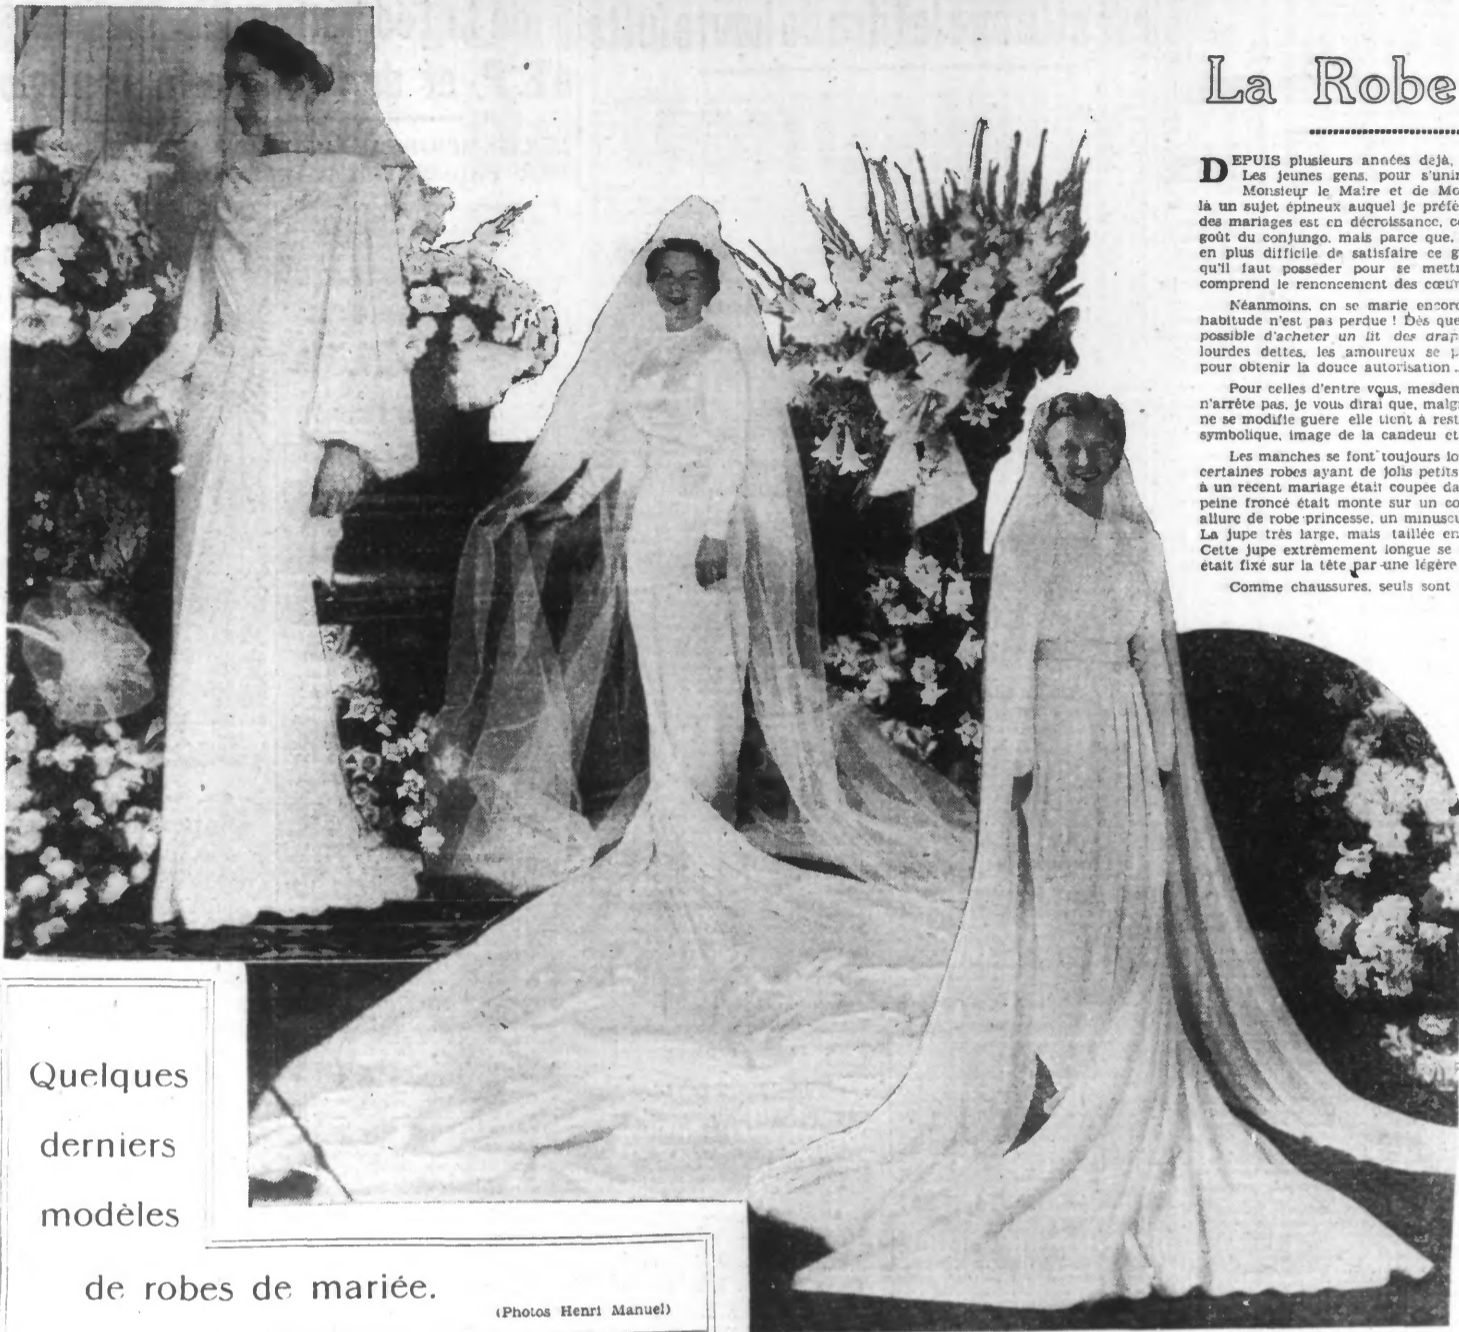 La Robe
DEPUIS plusieurs années dejà,
Les jeunes gens, pour s'unir
Monsieur le Maire et de Mo
là un sujet épineux auquel je préfé
des mariages est en décroissance, c
goût du conjungo, mais parce que,
en plus difficile de satisfaire ce g
qu'il faut posseder pour se mettr
comprend le renoncement des cœur
Néanmoins, on se marie encor
habitude n'est pas perdue ! Dès que
possible d'acheter un lit des drap
lourdes dettes, les amoureux se
pour obtenir la douce autorisation..
Pour celles d'entre vous, mesdem
n'arrête pas, je vous dirai que, malg
ne se modifie guère elle tient à rest
symbolique, image de la candeur et
Les manches se font toujours lo
certaines robes ayant de jolis petits
à un récent mariage était coupée da
peine froncé était monte sur un co
allure de robe princesse, un minuscu
La jupe très large, mais taillée en
Cette jupe extrèmement longue se
était fixé sur la tête par une légère
Comme chaussures, seuls sont
Quelques
derniers
modèles
de robes de mariée.
(Photos Henri Manuel)